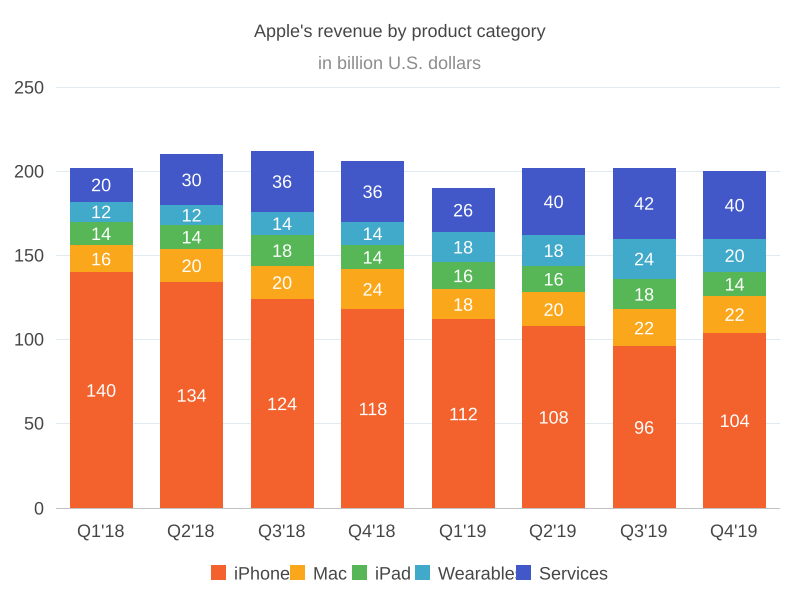 Apple's revenue by product category
in billion U.S. dollars
250
200
150
100
50
0
20 30 36 36 26 40 42 40
12 12 14 14 18 18 24 20
14 14 18 14 16 16 18 14
16 20 20 24 18 20 22 22
140 134 124 118 112 108 96 104
Q1'18 Q2'18 Q3'18 Q4'18 Q1'19 Q2'19 Q3'19 Q4'19
iPhone Mac iPad Wearable Services